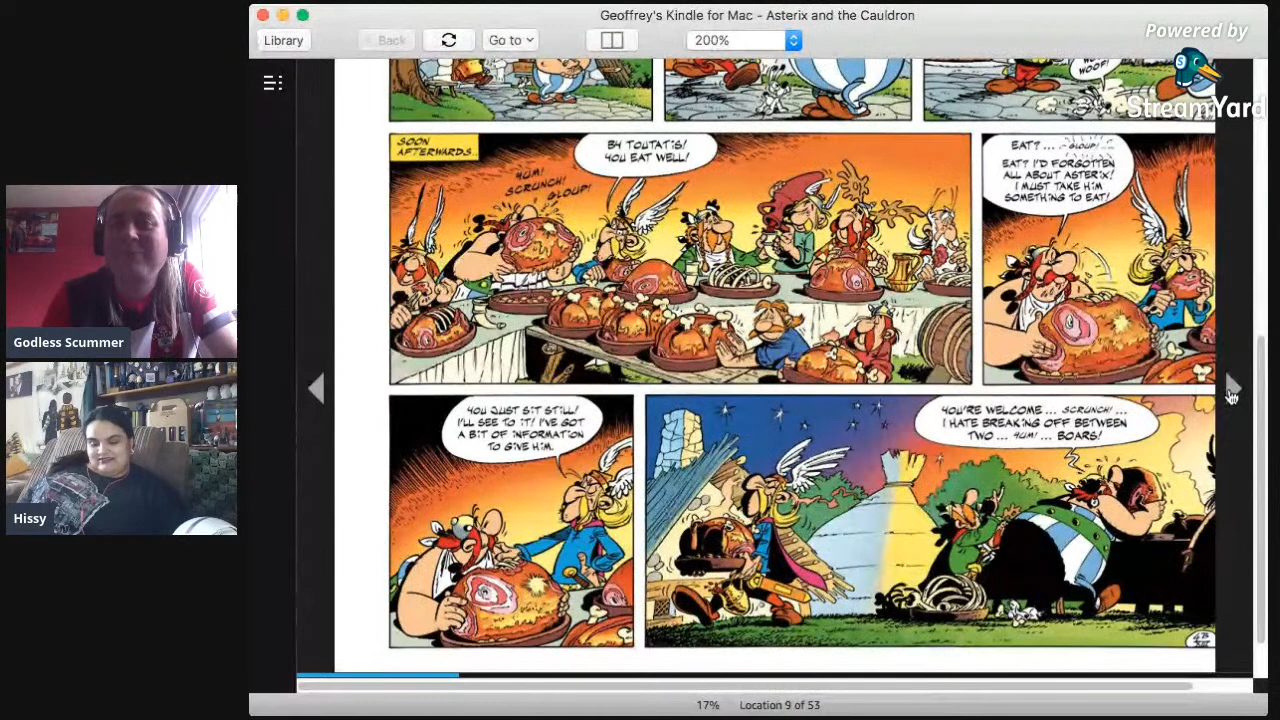 Geoffrey's Kindle for Mac - Asterix and the Cauldron
Library
Back
Go to
200%
Powered by
StreamYard
WOOF!
SOON
AFTERWARDS...
BY TOUTATIS!
YOU EAT WELL!
YUM!
SCRUNCH!
GLOUP!
EAT? ... GLOUP! ...
EAT? I'D FORGOTTEN
ALL ABOUT ASTERIX!
I MUST TAKE HIM
SOMETHING TO EAT!
Godless Scummer
Hissy
YOU JUST SIT STILL!
I'LL SEE TO IT! I'VE GOT
A BIT OF INFORMATION
TO GIVE HIM.
YOU'RE WELCOME ... SCRUNCH! ...
I HATE BREAKING OFF BETWEEN
TWO ... YUM! ... BOARS!
17%
Location 9 of 53